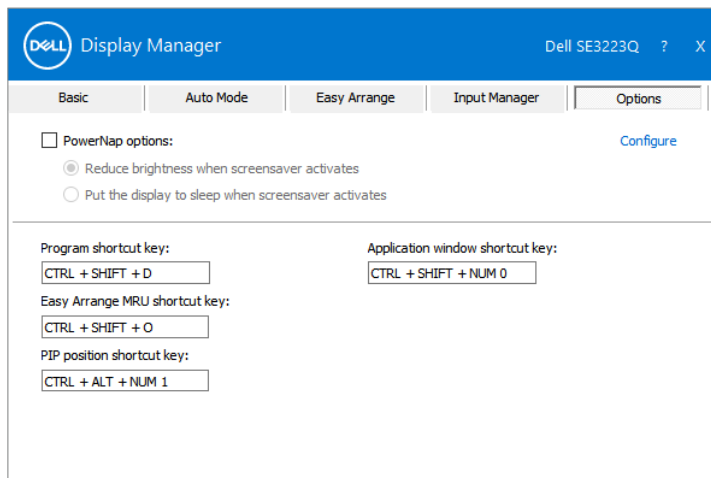 DELL Display Manager Dell SE3223Q ? X
Basic Auto Mode Easy Arrange Input Manager Options
PowerNap options: Configure
Reduce brightness when screensaver activates
Put the display to sleep when screensaver activates
Program shortcut key: Application window shortcut key:
CTRL + SHIFT + D CTRL + SHIFT + NUM 0
Easy Arrange MRU shortcut key:
CTRL + SHIFT + O
PIP position shortcut key:
CTRL + ALT + NUM 1